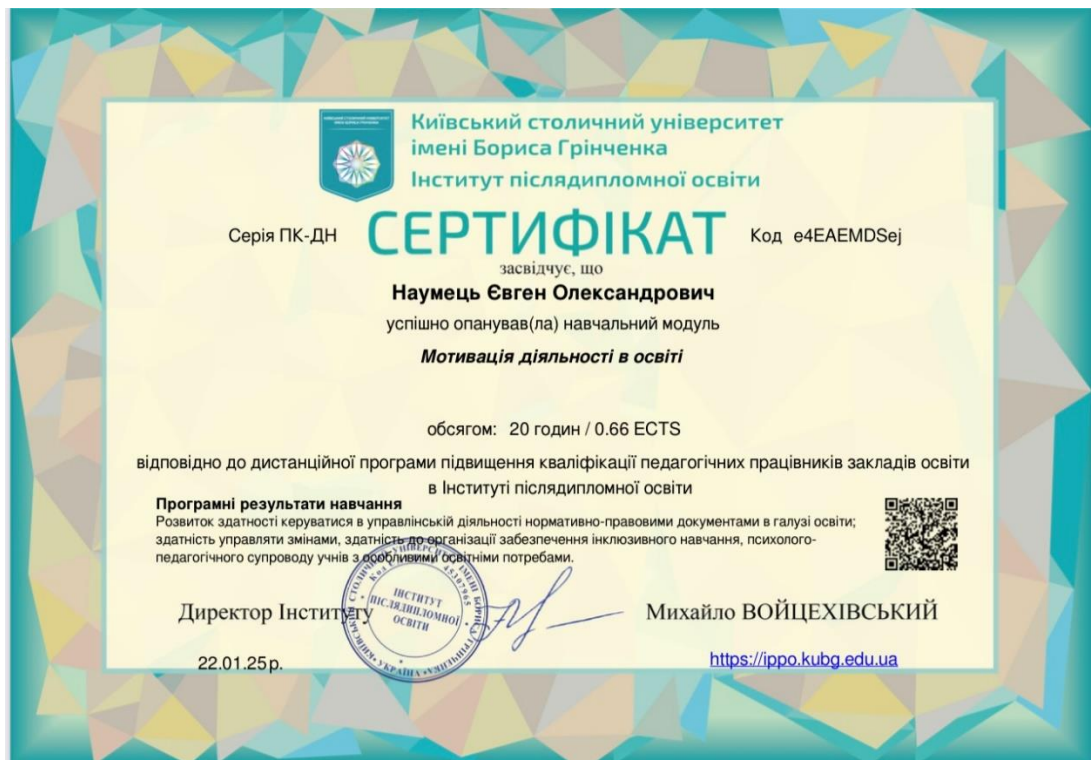 Київський столичний університет
імені Бориса Грінченка
Інститут післядипломної освіти
Серія ПК-ДН
СЕРТИФІКАТ
Код e4EAEMDSej
засвідчує, що
Наумець Євген Олександрович
успішно опанував(ла) навчальний модуль
Мотивація діяльності в освіті
обсягом: 20 годин / 0.66 ECTS
відповідно до дистанційної програми підвищення кваліфікації педагогічних працівників закладів освіти
в Інституті післядипломної освіти
Програмні результати навчання
Розвиток здатності керуватися в управлінській діяльності нормативно-правовими документами в галузі освіти;
здатність управляти змінами, здатність до організації забезпечення інклюзивного навчання, психолого-
педагогічного супроводу учнів з особливими освітніми потребами.
Директор Інституту
ІНСТИТУТ
ПІСЛЯДИПЛОМНОЇ
ОСВІТИ
Михайло ВОЙЦЕХІВСЬКИЙ
22.01.25р.
https://ippo.kubg.edu.ua